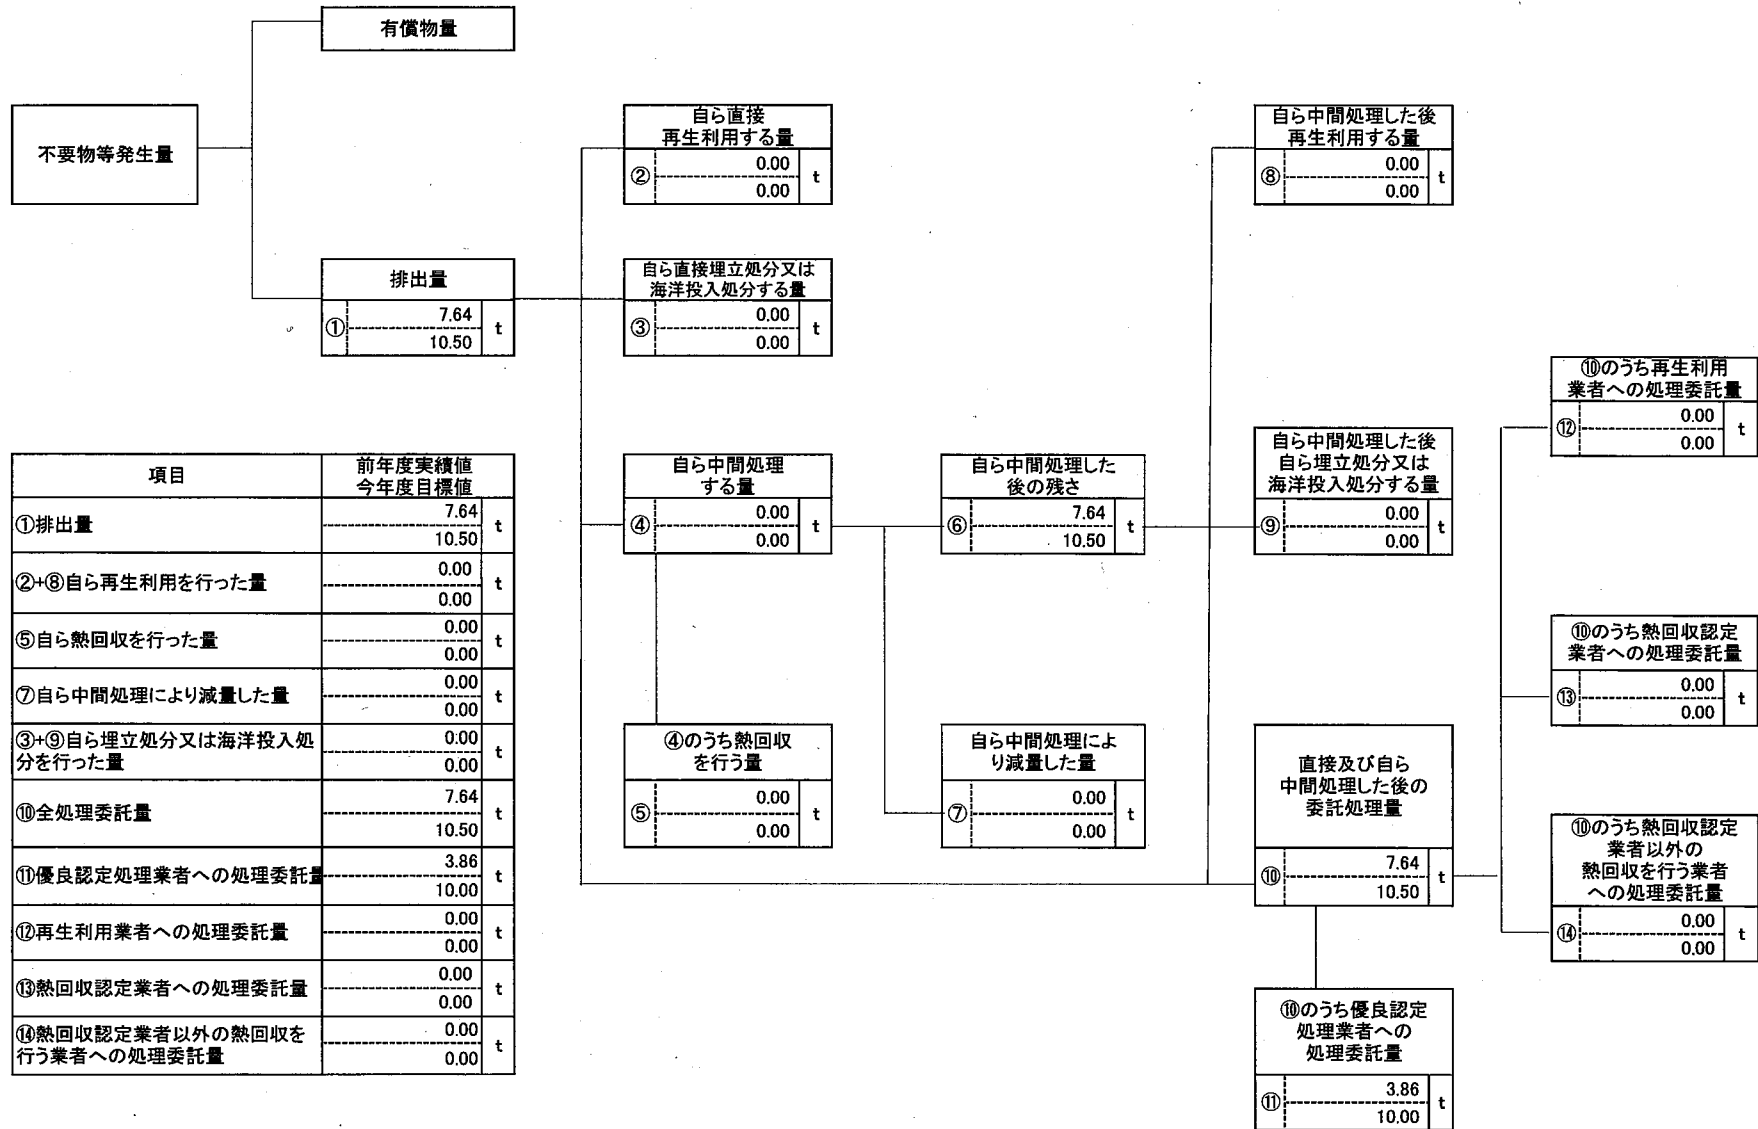 有償物量
不要物等発生量
排出量
① 7.64 t
10.50
自ら直接
再生利用する量
② 0.00 t
0.00
自ら直接埋立処分又は
海洋投入処分する量
③ 0.00 t
0.00
自ら中間処理
する量
④ 0.00 t
0.00
④のうち熱回収
を行う量
⑤ 0.00 t
0.00
自ら中間処理した
後の残さ
⑥ 7.64 t
10.50
自ら中間処理によ
り減量した量
⑦ 0.00 t
0.00
自ら中間処理した後
再生利用する量
⑧ 0.00 t
0.00
自ら中間処理した後
自ら埋立処分又は
海洋投入処分する量
⑨ 0.00 t
0.00
直接及び自ら
中間処理した後の
委託処理量
⑩ 7.64 t
10.50
⑩のうち優良認定
処理業者への
処理委託量
⑪ 3.86 t
10.00
⑩のうち再生利用
業者への処理委託量
⑫ 0.00 t
0.00
⑩のうち熱回収認定
業者への処理委託量
⑬ 0.00 t
0.00
⑩のうち熱回収認定
業者以外の
熱回収を行う業者
への処理委託量
⑭ 0.00 t
0.00
項目 前年度実績値
今年度目標値
①排出量 7.64 t
10.50
②+⑧自ら再生利用を行った量 0.00 t
0.00
⑤自ら熱回収を行った量 0.00 t
0.00
⑦自ら中間処理により減量した量 0.00 t
0.00
③+⑨自ら埋立処分又は海洋投入処 0.00 t
分を行った量 0.00
⑩全処理委託量 7.64 t
10.50
⑪優良認定処理業者への処理委託量 3.86 t
10.00
⑫再生利用業者への処理委託量 0.00 t
0.00
⑬熱回収認定業者への処理委託量 0.00 t
0.00
⑭熱回収認定業者以外の熱回収を 0.00 t
行う業者への処理委託量 0.00